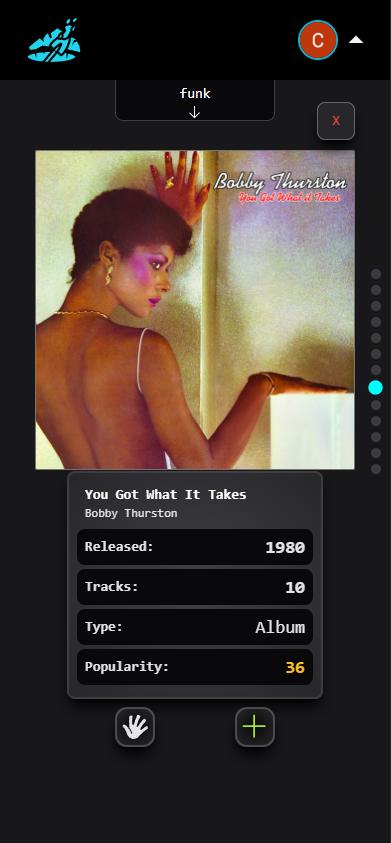 C
funk
X
Bobby Thurston
You Got What it Takes
You Got What It Takes
Bobby Thurston
Released: 1980
Tracks: 10
Type: Album
Popularity: 36